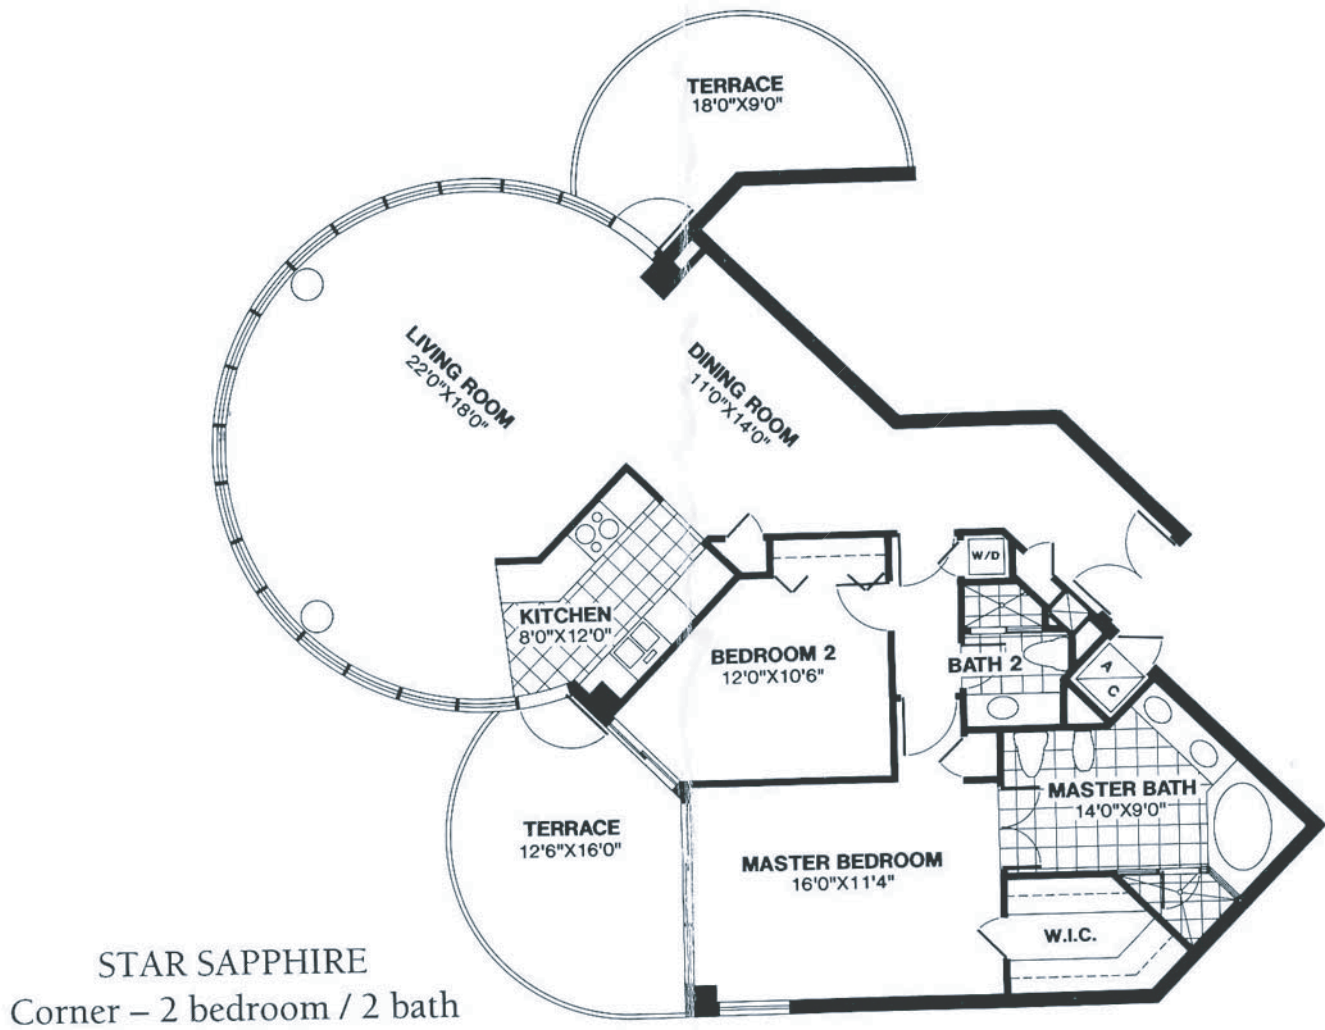 TERRACE
18'0"X9'0"
LIVING ROOM
22'0"X18'0"
DINING ROOM
11'0"X14'0"
W/D
KITCHEN
8'0"X12'0"
BEDROOM 2
12'0"X10'6"
BATH 2
A C
MASTER BATH
14'0"X9'0"
TERRACE
12'6"X16'0"
MASTER BEDROOM
16'0"X11'4"
W.I.C.
STAR SAPPHIRE
Corner – 2 bedroom / 2 bath